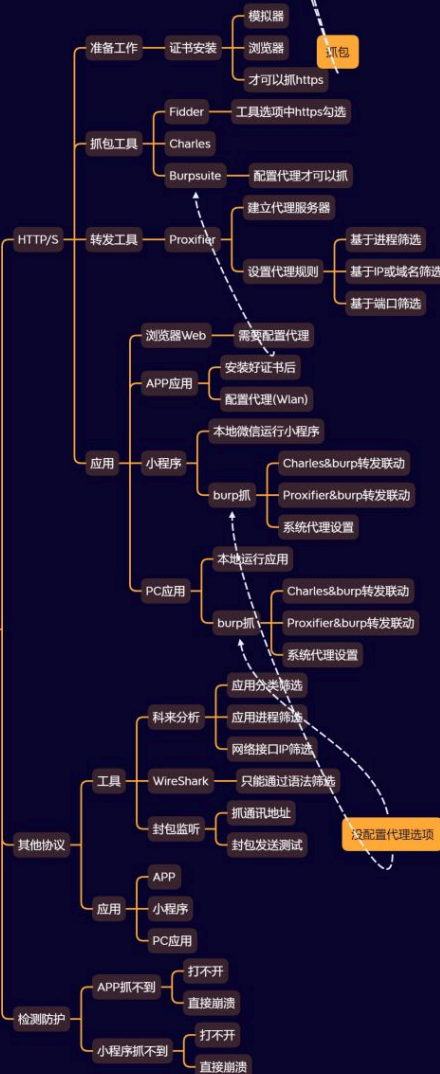 抓包
HTTP/S
准备工作
证书安装
模拟器
浏览器
才可以抓https
抓包工具
Fidder
工具选项中https勾选
Charles
Burpsuite
配置代理才可以抓
转发工具
Proxifier
建立代理服务器
设置代理规则
基于进程筛选
基于IP或域名筛选
基于端口筛选
应用
浏览器Web
需要配置代理
APP应用
安装好证书后
配置代理(Wlan)
小程序
本地微信运行小程序
burp抓
Charles&burp转发联动
Proxifier&burp转发联动
系统代理设置
PC应用
本地运行应用
burp抓
Charles&burp转发联动
Proxifier&burp转发联动
系统代理设置
没配置代理选项
其他协议
工具
科来分析
应用分类筛选
应用进程筛选
网络接口IP筛选
WireShark
只能通过语法筛选
封包监听
抓通讯地址
封包发送测试
应用
APP
小程序
PC应用
检测防护
APP抓不到
打不开
直接崩溃
小程序抓不到
打不开
直接崩溃